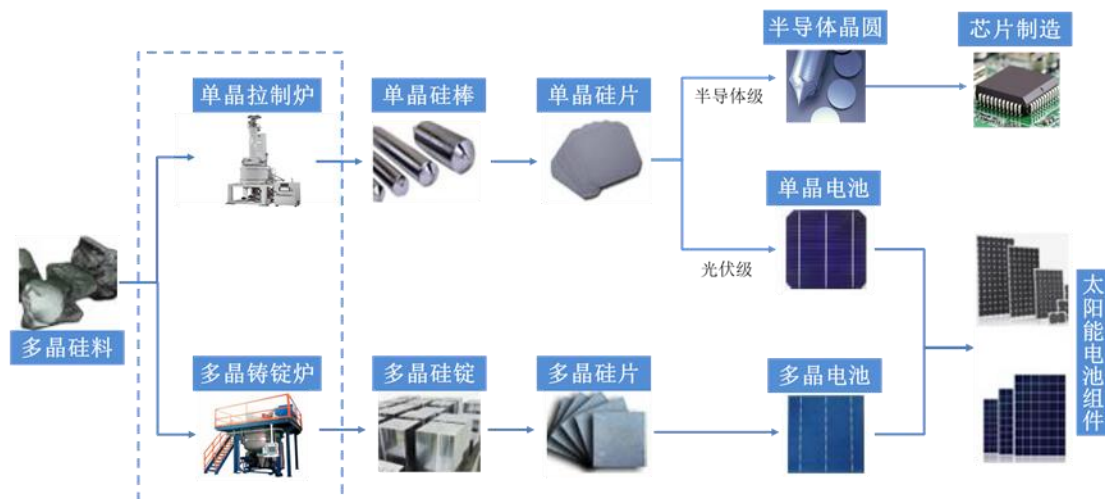 半导体晶圆
芯片制造
单晶拉制炉
单晶硅棒
单晶硅片
半导体级
单晶电池
光伏级
多晶硅料
太阳能电池组件
多晶铸锭炉
多晶硅锭
多晶硅片
多晶电池